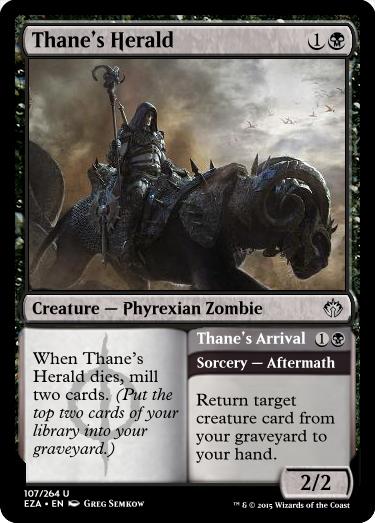 Thane's Herald 1
Creature — Phyrexian Zombie
When Thane's
Herald dies, mill
two cards. (Put the
top two cards of your
library into your
graveyard.)
Thane's Arrival 1
Sorcery — Aftermath
Return target
creature card from
your graveyard to
your hand.
2/2
107/264 U
EZA • EN Greg Semkow
™ & © 2015 Wizards of the Coast